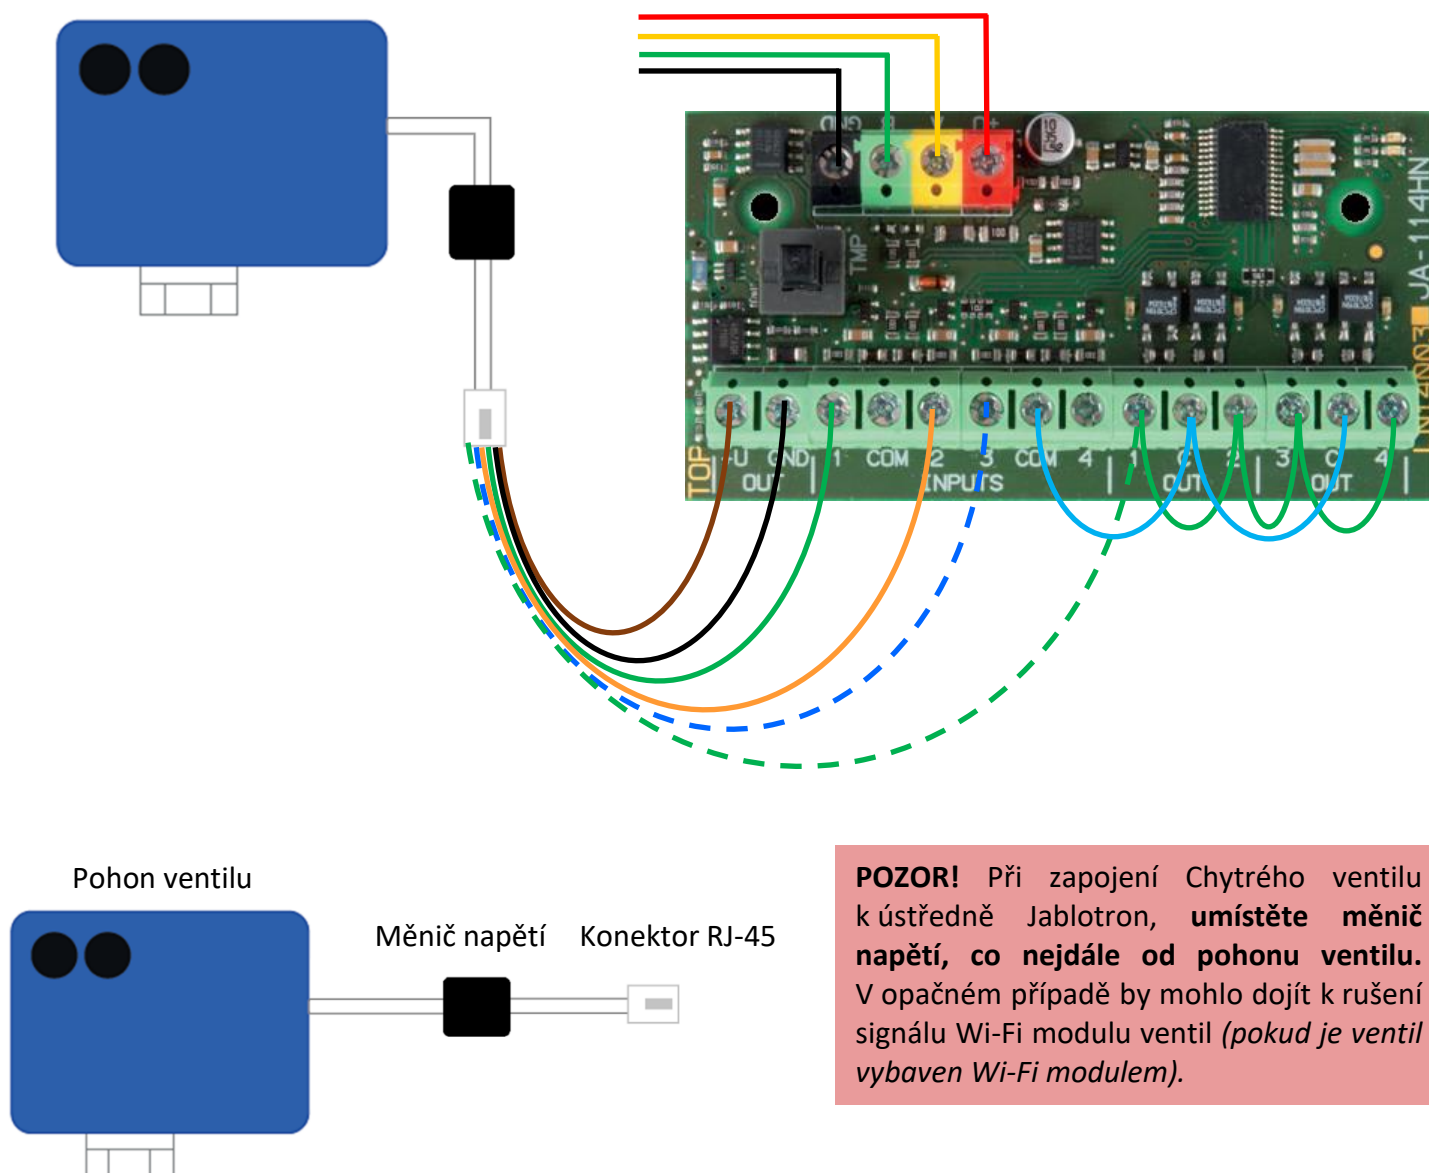 GND B A +U
TMP
JA-114HN
TOP
+U GND 1 COM 2 3 COM 4 1 C 2 3 C 4
OUT INPUTS OUT OUT
Pohon ventilu
Měnič napětí Konektor RJ-45
POZOR! Při zapojení Chytrého ventilu
k ústředně Jablotron, umístěte měnič
napětí, co nejdále od pohonu ventilu.
V opačném případě by mohlo dojít k rušení
signálu Wi-Fi modulu ventil (pokud je ventil
vybaven Wi-Fi modulem).